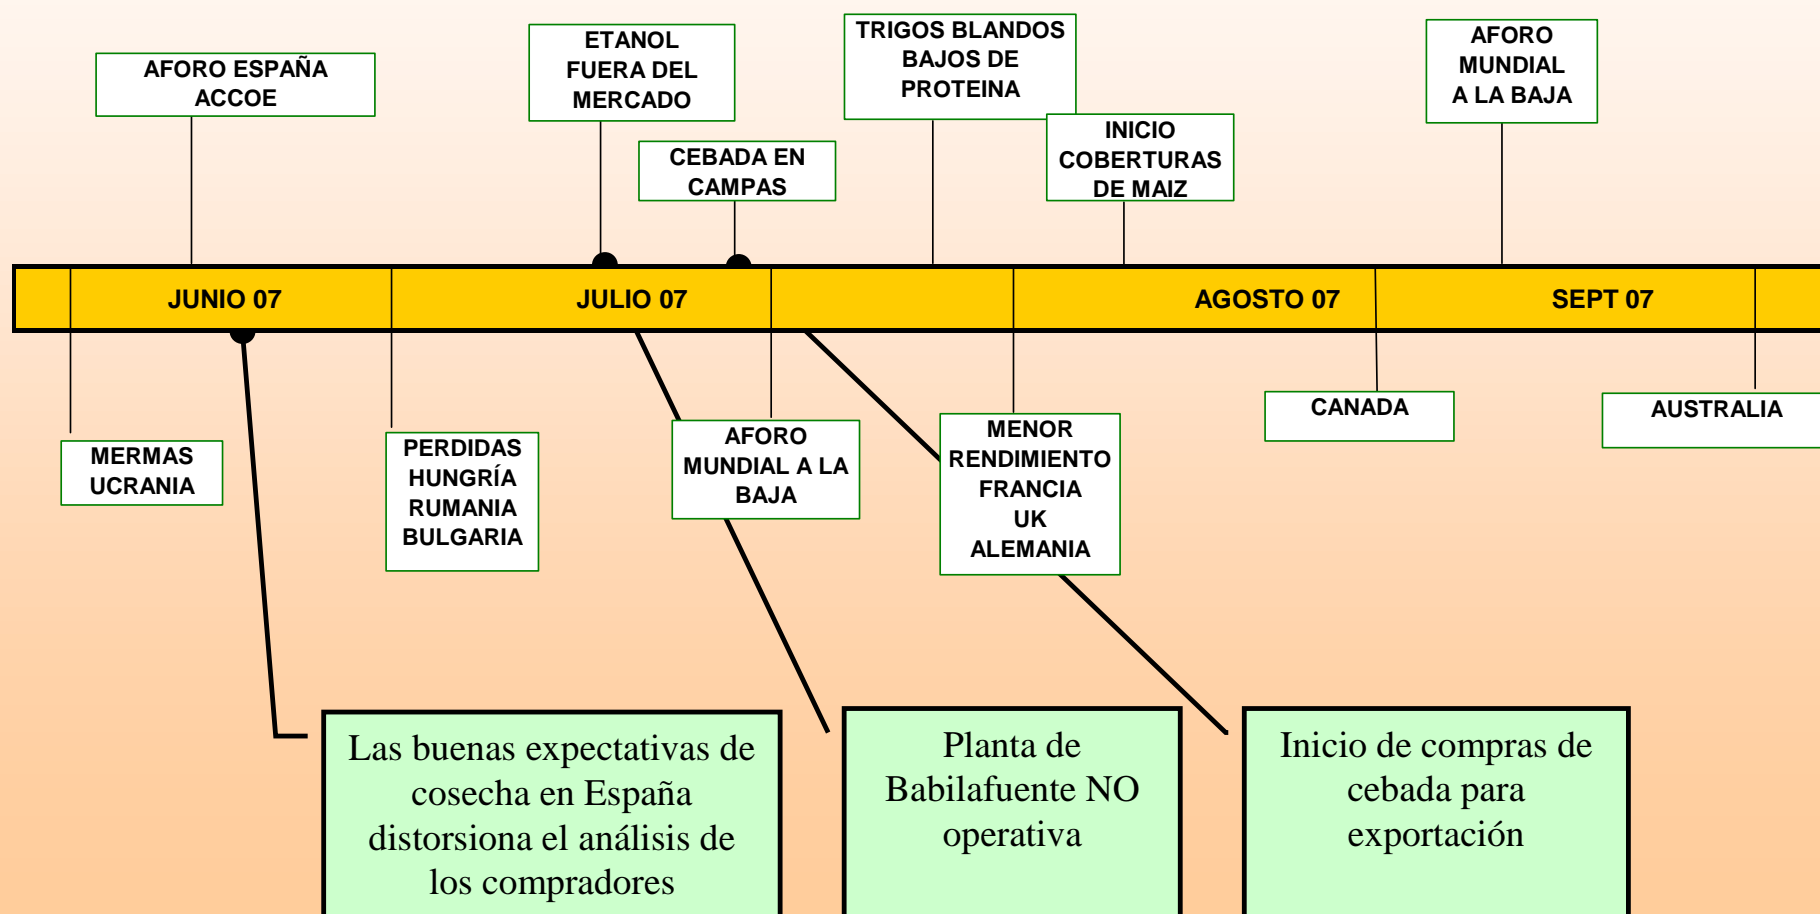 AFORO ESPAÑA
ACCOE
ETANOL
FUERA DEL
MERCADO
CEBADA EN
CAMPAS
TRIGOS BLANDOS
BAJOS DE
PROTEINA
INICIO
COBERTURAS
DE MAIZ
AFORO
MUNDIAL
A LA BAJA
JUNIO 07
JULIO 07
AGOSTO 07
SEPT 07
MERMAS
UCRANIA
PERDIDAS
HUNGRÍA
RUMANIA
BULGARIA
AFORO
MUNDIAL A LA
BAJA
MENOR
RENDIMIENTO
FRANCIA
UK
ALEMANIA
CANADA
AUSTRALIA
Las buenas expectativas de
cosecha en España
distorsiona el análisis de
los compradores
Planta de
Babilafuente NO
operativa
Inicio de compras de
cebada para
exportación